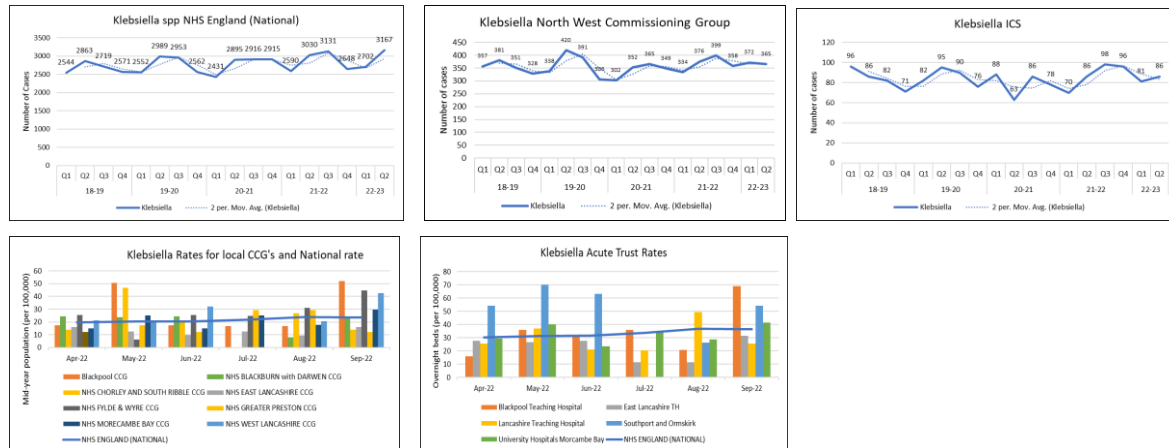 Klebsiella spp NHS England (National)
3500
3000
2500
2000
1500
1000
500
0
Number of Cases
2544 2863 2719 2571 2552 2989 2953 2562 2431 2895 2916 2915 2590 3030 3131 2648 2702 3167
Q1 Q2 Q3 Q4 Q1 Q2 Q3 Q4 Q1 Q2 Q3 Q4 Q1 Q2 Q3 Q4 Q1 Q2
18-19 19-20 20-21 21-22 22-23
Klebsiella 2 per. Mov. Avg. (Klebsiella)
Klebsiella North West Commissioning Group
450
400
350
300
250
200
150
100
50
0
Number of cases
357 381 351 328 338 420 391 302 352 365 348 334 376 399 358 372 365
Q1 Q2 Q3 Q4 Q1 Q2 Q3 Q4 Q1 Q2 Q3 Q4 Q1 Q2 Q3 Q4 Q1 Q2
18-19 19-20 20-21 21-22 22-23
Klebsiella 2 per. Mov. Avg. (Klebsiella)
Klebsiella ICS
120
100
80
60
40
20
0
Number of cases
96 86 82 71 82 95 90 76 88 63 86 78 70 86 98 96 81 86
Q1 Q2 Q3 Q4 Q1 Q2 Q3 Q4 Q1 Q2 Q3 Q4 Q1 Q2 Q3 Q4 Q1 Q2
18-19 19-20 20-21 21-22 22-23
Klebsiella 2 per. Mov. Avg. (Klebsiella)
Klebsiella Rates for local CCG's and National rate
60
50
40
30
20
10
0
Mid-year population (per 100,000)
Apr-22 May-22 Jun-22 Jul-22 Aug-22 Sep-22
Blackpool CCG NHS BLACKBURN with DARWEN CCG
NHS CHORLEY AND SOUTH RIBBLE CCG NHS EAST LANCASHIRE CCG
NHS FYLDE & WYRE CCG NHS GREATER PRESTON CCG
NHS MORECAMBE BAY CCG NHS WEST LANCASHIRE CCG
NHS ENGLAND (NATIONAL)
Klebsiella Acute Trust Rates
80
70
60
50
40
30
20
10
0
Overnight beds (per 100,000)
Apr-22 May-22 Jun-22 Jul-22 Aug-22 Sep-22
Blackpool Teaching Hospital East Lancashire TH
Lancashire Teaching Hospital Southport and Ormskirk
University Hospitals Morcambe Bay NHS ENGLAND (NATIONAL)